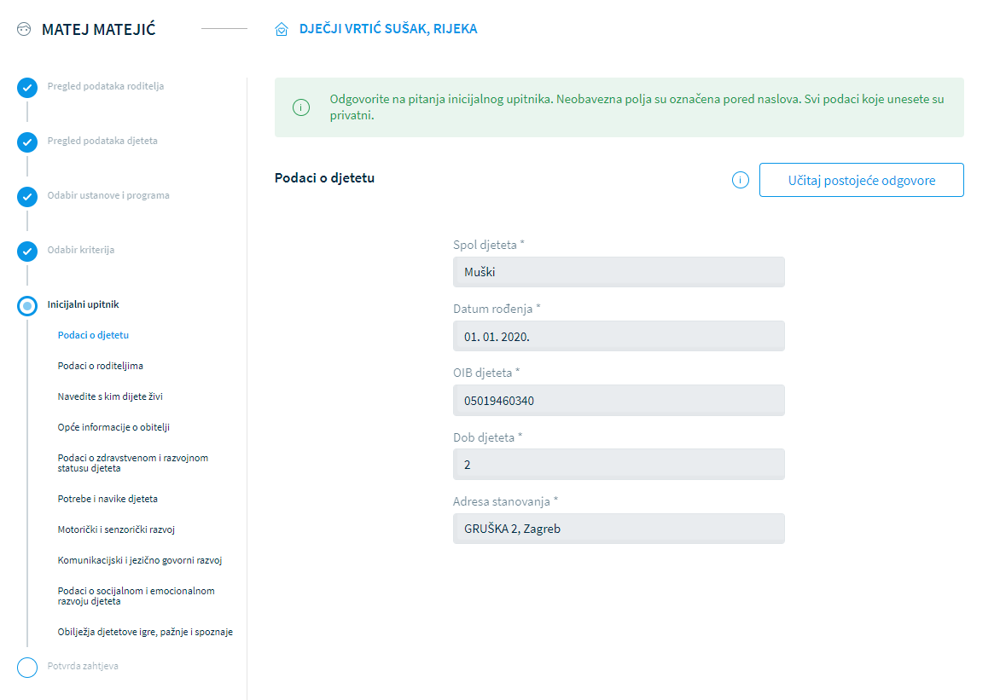 MATEJ MATEJIĆ
DJEČJI VRTIĆ SUŠAK, RIJEKA
Pregled podataka roditelja
Pregled podataka djeteta
Odabir ustanove i programa
Odabir kriterija
Inicijalni upitnik
Podaci o djetetu
Podaci o roditeljima
Navedite s kim dijete živi
Opće informacije o obitelji
Podaci o zdravstvenom i razvojnom
statusu djeteta
Potrebe i navike djeteta
Motorički i senzorički razvoj
Komunikacijski i jezično govorni razvoj
Podaci o socijalnom i emocionalnom
razvoju djeteta
Obilježja djetetove igre, pažnje i spoznaje
Potvrda zahtjeva
Odgovorite na pitanja inicijalnog upitnika. Neobavezna polja su označena pored naslova. Svi podaci koje unesete su
privatni.
Podaci o djetetu
Učitaj postojeće odgovore
Spol djeteta *
Muški
Datum rođenja *
01. 01. 2020.
OIB djeteta *
05019460340
Dob djeteta *
2
Adresa stanovanja *
GRUŠKA 2, Zagreb